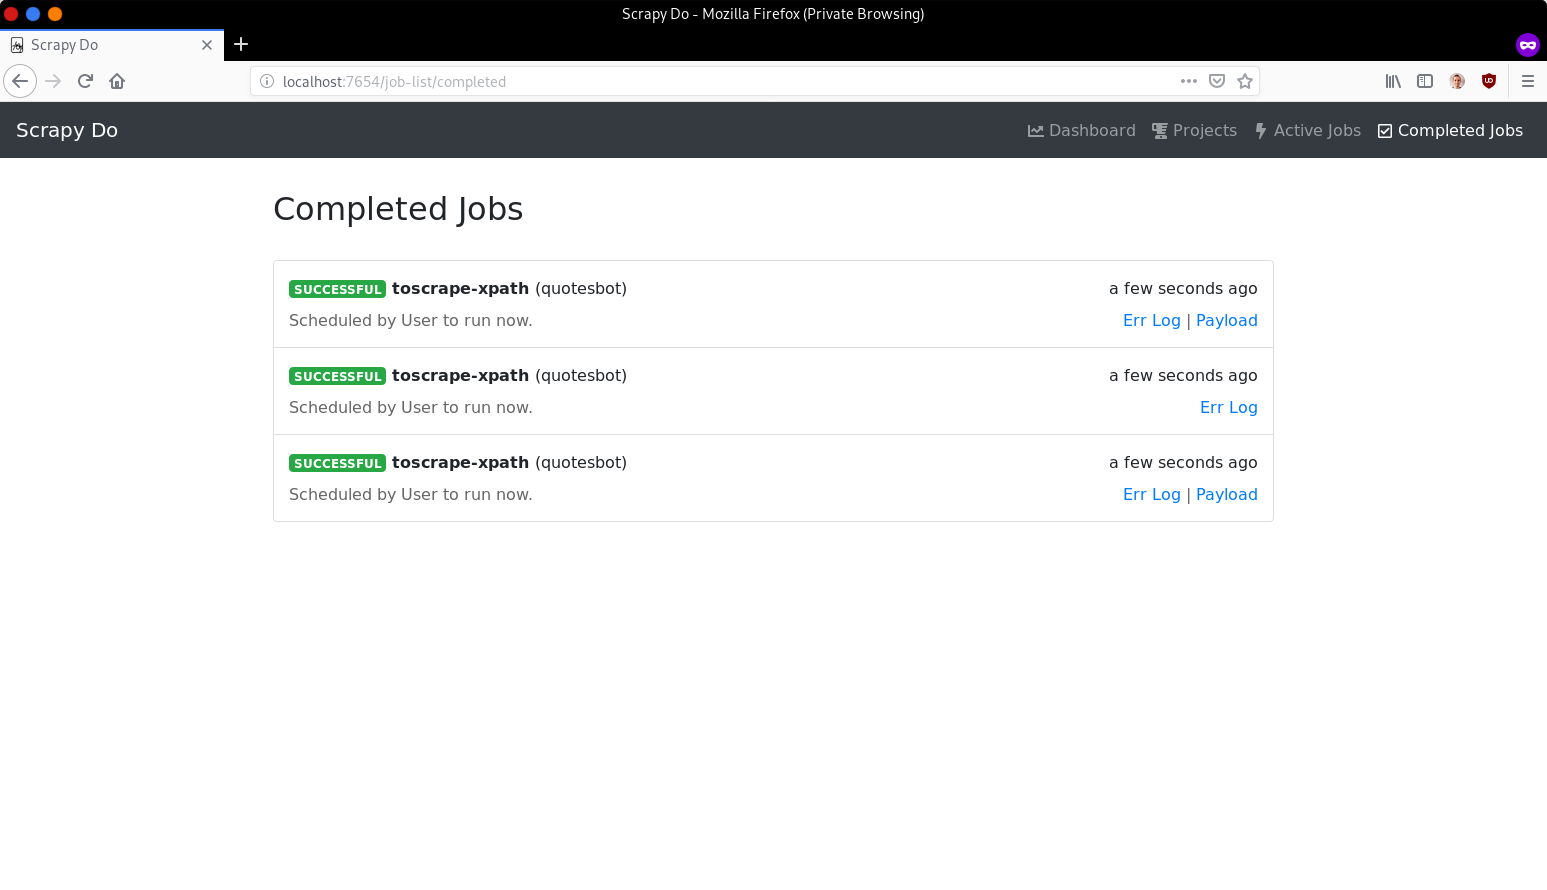 Scrapy Do - Mozilla Firefox (Private Browsing)
Scrapy Do
localhost:7654/job-list/completed
Scrapy Do Dashboard Projects Active Jobs Completed Jobs
Completed Jobs
SUCCESSFUL toscrape-xpath (quotesbot) a few seconds ago
Scheduled by User to run now. Err Log | Payload
SUCCESSFUL toscrape-xpath (quotesbot) a few seconds ago
Scheduled by User to run now. Err Log
SUCCESSFUL toscrape-xpath (quotesbot) a few seconds ago
Scheduled by User to run now. Err Log | Payload